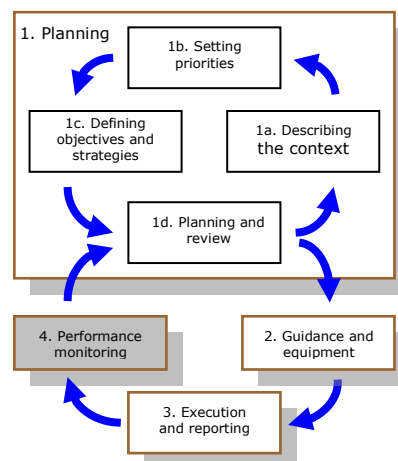 1. Planning
1b. Setting
priorities
1c. Defining
objectives and
strategies
1a. Describing
the context
1d. Planning and
review
4. Performance
monitoring
2. Guidance and
equipment
3. Execution
and reporting